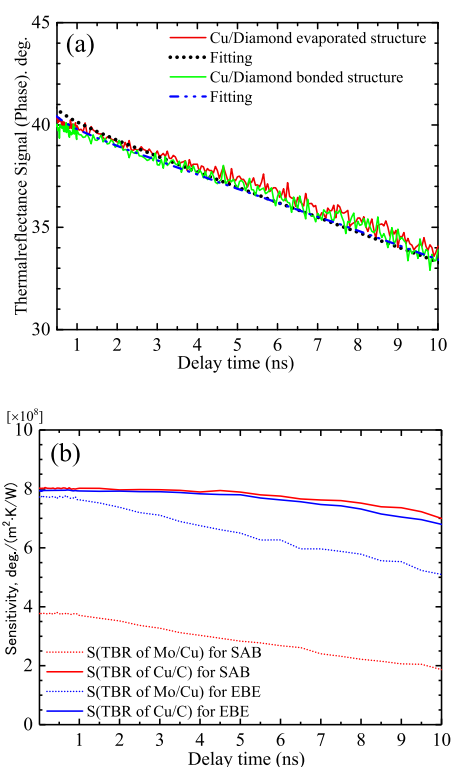 45
(a)
Cu/Diamond evaporated structure
Fitting
Cu/Diamond bonded structure
Fitting
40
35
30
Thermalreflectance Signal (Phase). deg.
1 2 3 4 5 6 7 8 9 10
Delay time (ns)
[×10⁸]
10
(b)
8
6
4
2
0
Sensitivity, deg./(m²·K/W)
S(TBR of Mo/Cu) for SAB
S(TBR of Cu/C) for SAB
S(TBR of Mo/Cu) for EBE
S(TBR of Cu/C) for EBE
1 2 3 4 5 6 7 8 9 10
Delay time (ns)